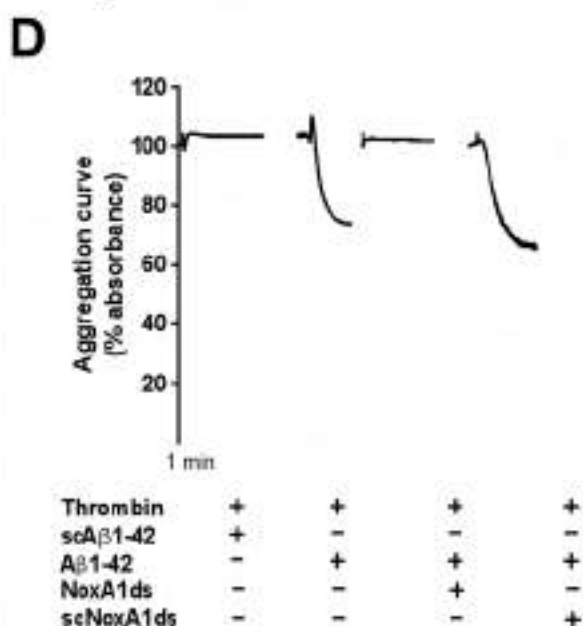 D
120
100
80
60
40
20
Aggregation curve
(% absorbance)
1 min
Thrombin + + + +
scAβ1-42 + - - -
Aβ1-42 - + + +
NoxA1ds - - + -
scNoxA1ds - - - +